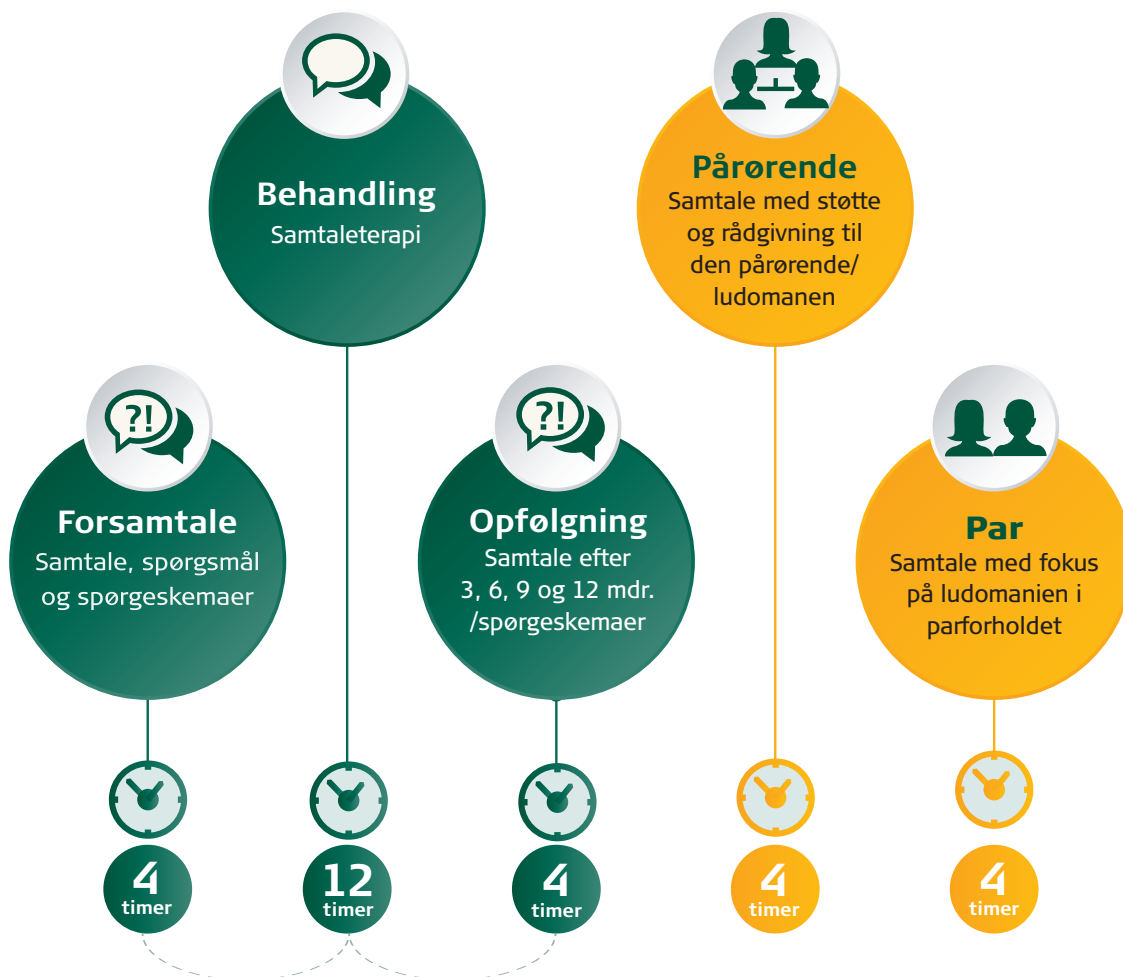 Behandling
Samtaleterapi
Pårørende
Samtale med støtte
og rådgivning til
den pårørende/
ludomanen
?!
Forsamtale
Samtale, spørgsmål
og spørgeskemaer
?!
Opfølgning
Samtale efter
3, 6, 9 og 12 mdr.
/spørgeskemaer
Par
Samtale med fokus
på ludomanien i
parforholdet
4
timer
12
timer
4
timer
4
timer
4
timer